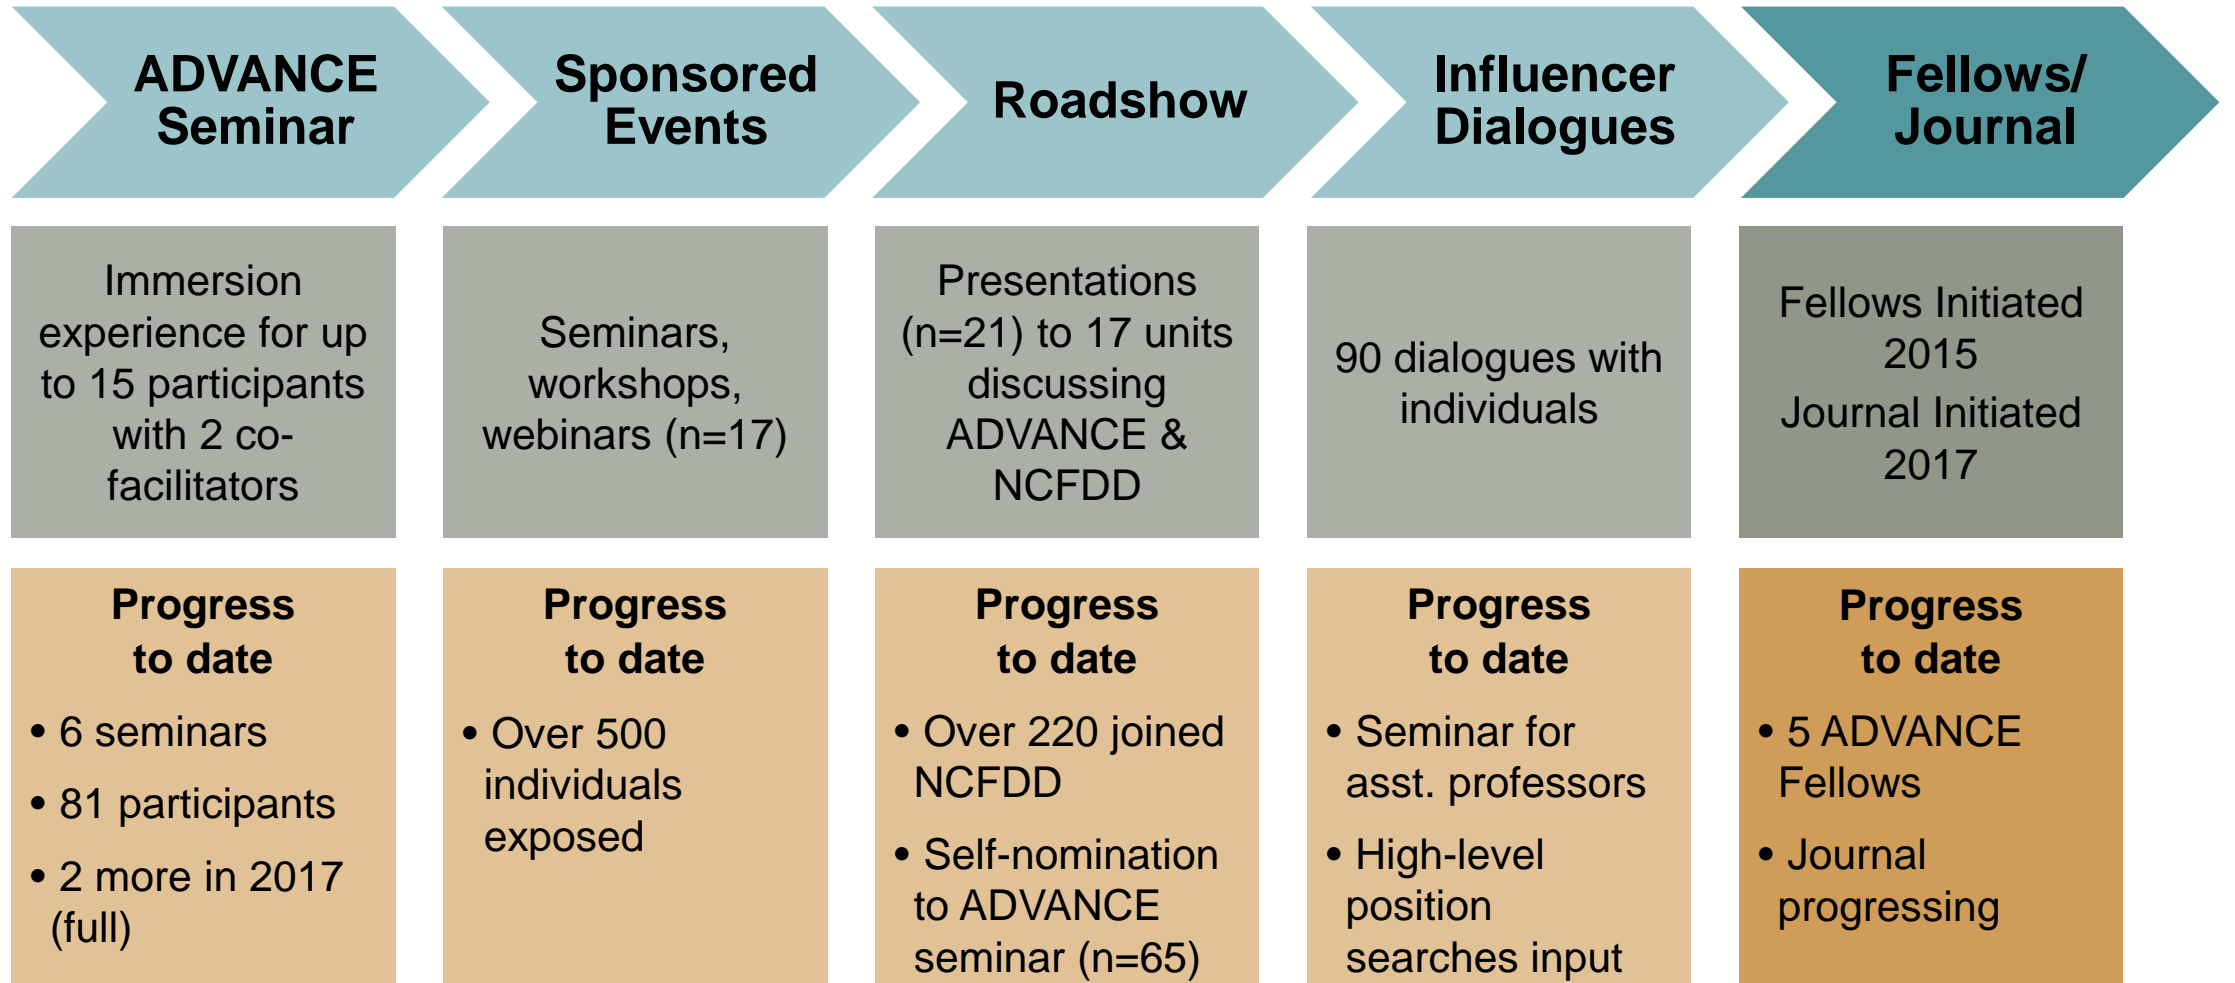 ADVANCE
Seminar
Sponsored
Events
Roadshow
Influencer
Dialogues
Fellows/
Journal
Immersion
experience for up
to 15 participants
with 2 co-
facilitators
Seminars,
workshops,
webinars (n=17)
Presentations
(n=21) to 17 units
discussing
ADVANCE &
NCFDD
90 dialogues with
individuals
Fellows Initiated
2015
Journal Initiated
2017
Progress
to date
• 6 seminars
• 81 participants
• 2 more in 2017
(full)
Progress
to date
• Over 500
individuals
exposed
Progress
to date
• Over 220 joined
NCFDD
• Self-nomination
to ADVANCE
seminar (n=65)
Progress
to date
• Seminar for
asst. professors
• High-level
position
searches input
Progress
to date
• 5 ADVANCE
Fellows
• Journal
progressing